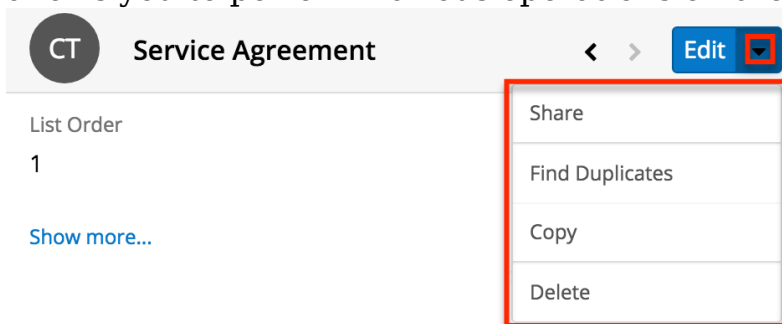 CT Service Agreement Edit
List Order
1
Show more...
Share
Find Duplicates
Copy
Delete